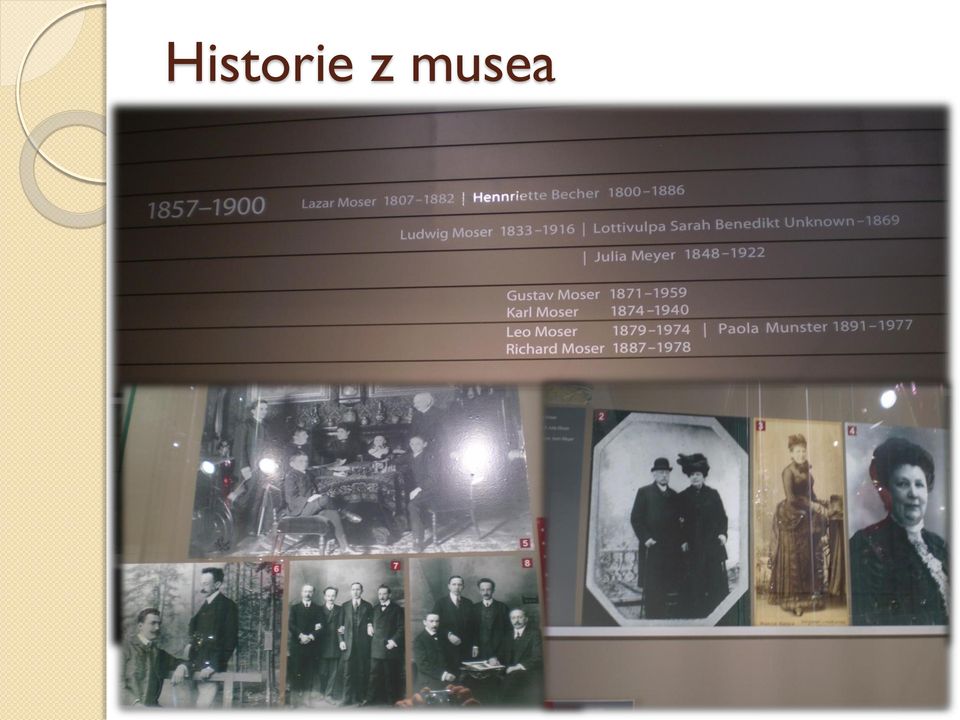 Historie z musea
1857–1900 Lazar Moser 1807–1882 | Hennriette Becher 1800–1886
Ludwig Moser 1833–1916 | Lottivulpa Sarah Benedikt Unknown–1869
| Julia Meyer 1848–1922
Gustav Moser 1871–1959
Karl Moser 1874–1940
Leo Moser 1879–1974 | Paola Munster 1891–1977
Richard Moser 1887–1978
2
3
4
5
6
7
8